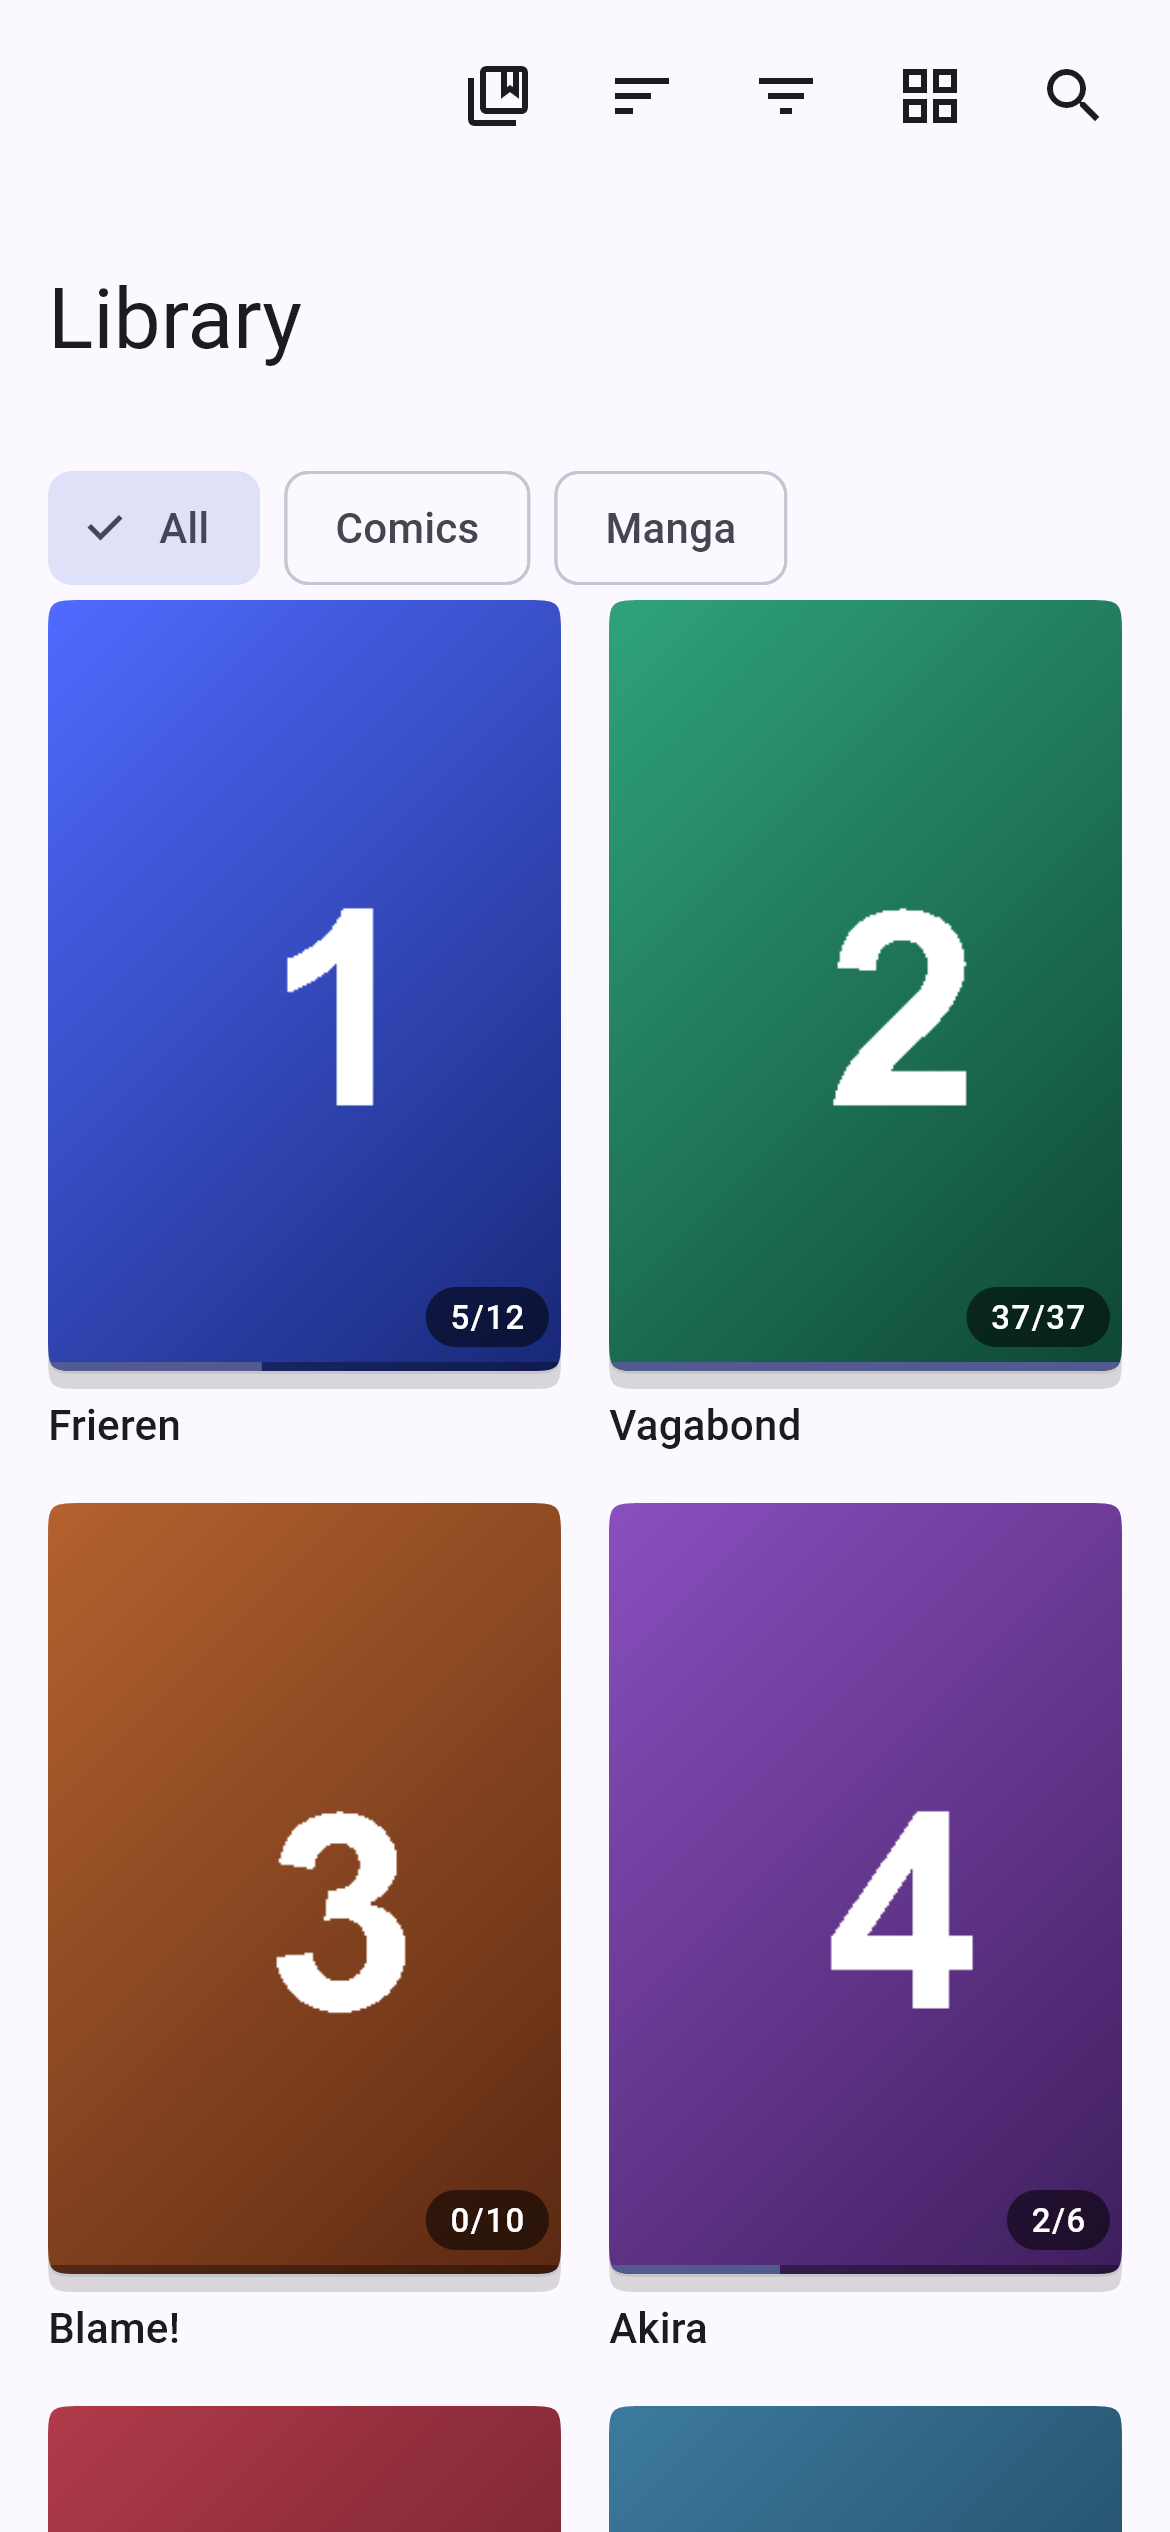 Library
All
Comics
Manga
1
2
5/12
37/37
Frieren
Vagabond
3
4
0/10
2/6
Blame!
Akira